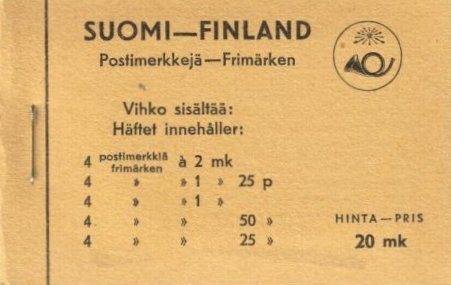 SUOMI—FINLAND
Postimerkkejä—Frimärken
Vihko sisältää:
Häftet innehåller:
4 postimerkkiä frimärken à 2 mk
4 » » 1 » 25 p
4 » » 1 »
4 » » 50 »
4 » » 25 »
HINTA—PRIS
20 mk